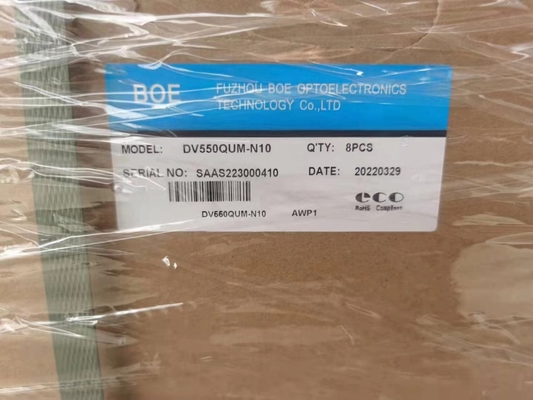 BOE
FUZHOU BOE OPTOELECTRONICS
TECHNOLOGY Co.,LTD
MODEL: DV550QUM-N10 Q'TY: 8PCS
SERIAL NO: SAAS223000410 DATE: 20220329
eco
RoHS Compliant
DV550QUM-N10 AWP1